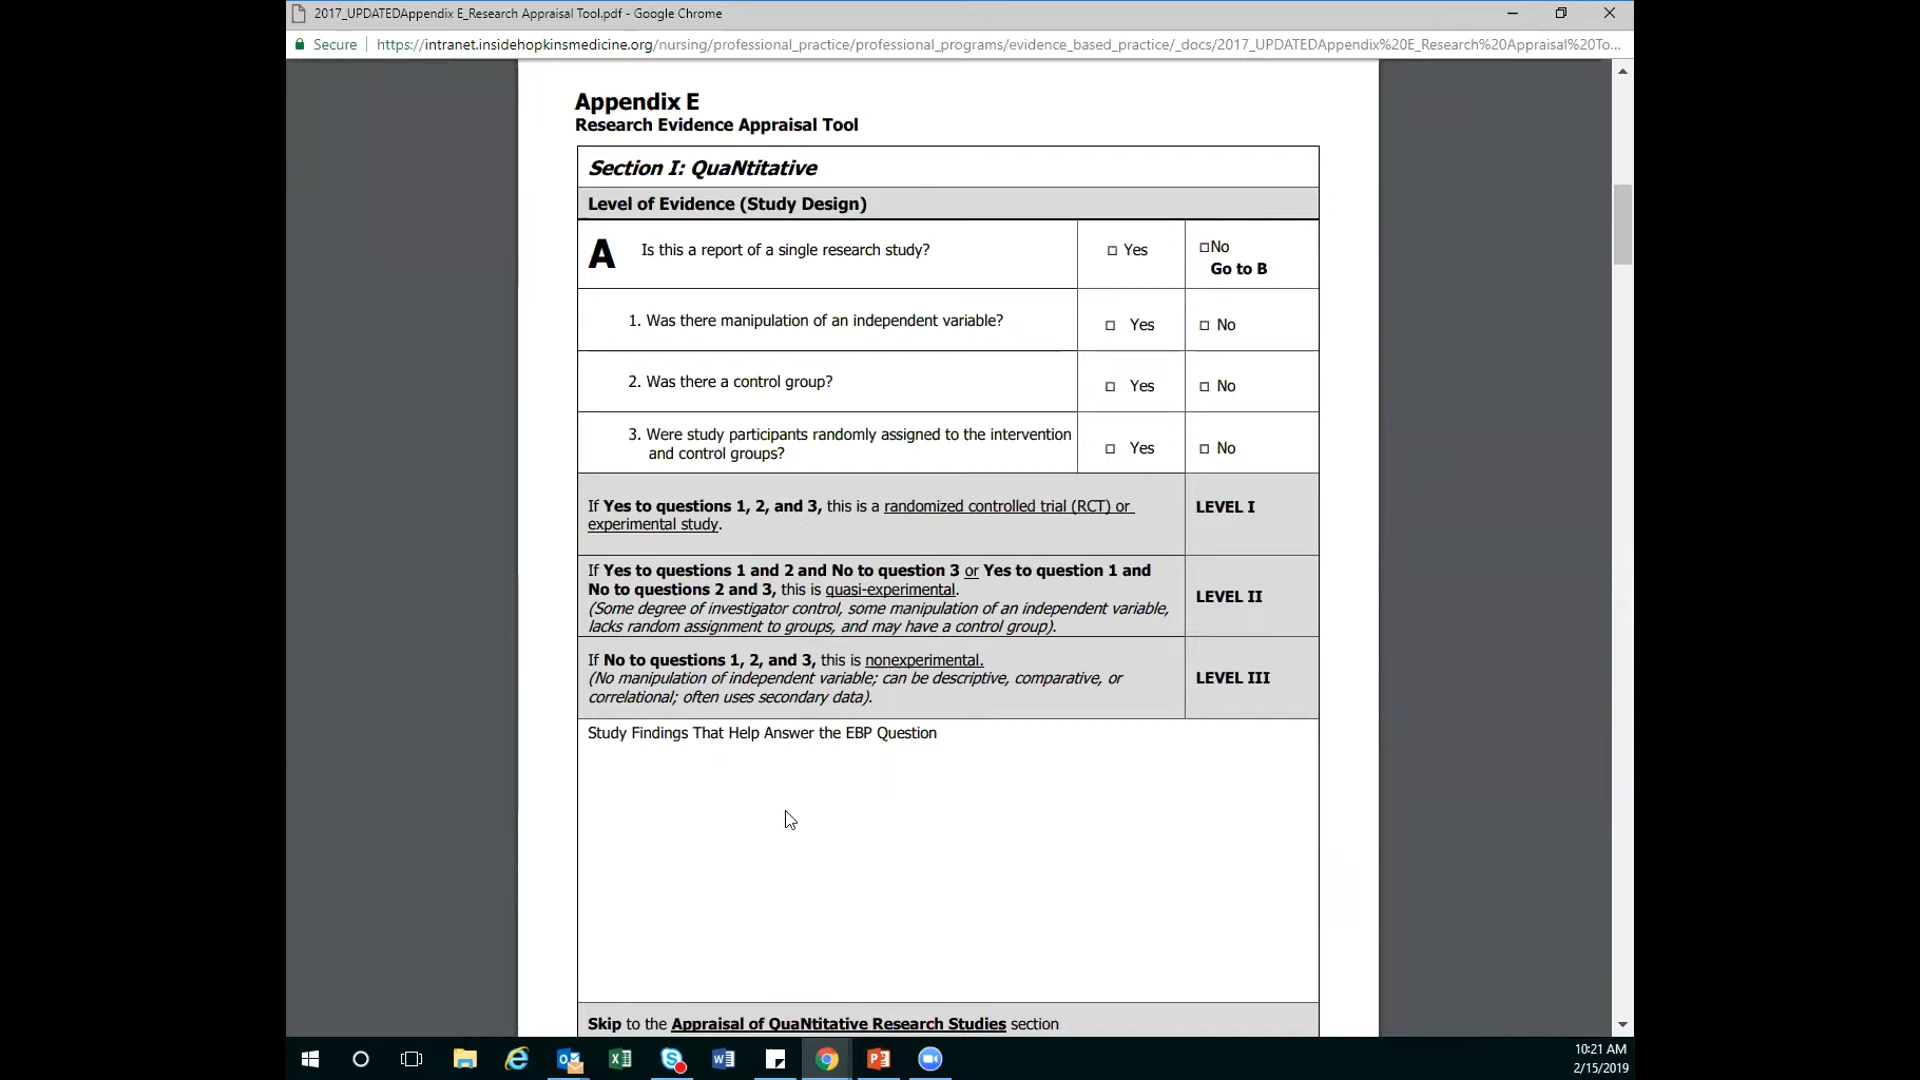 2017_UPDATEDAppendix E_Research Appraisal Tool.pdf - Google Chrome
Secure https://intranet.insidehopkinsmedicine.org/nursing/professional_practice/professional_programs/evidence_based_practice/_docs/2017_UPDATEDAppendix%20E_Research%20Appraisal%20To...
Appendix E
Research Evidence Appraisal Tool
Section I: QuaNtitative
Level of Evidence (Study Design)
A Is this a report of a single research study? □ Yes □No
Go to B
1. Was there manipulation of an independent variable? □ Yes □ No
2. Was there a control group? □ Yes □ No
3. Were study participants randomly assigned to the intervention
and control groups? □ Yes □ No
If Yes to questions 1, 2, and 3, this is a randomized controlled trial (RCT) or
experimental study.
LEVEL I
If Yes to questions 1 and 2 and No to question 3 or Yes to question 1 and
No to questions 2 and 3, this is quasi-experimental.
(Some degree of investigator control, some manipulation of an independent variable,
lacks random assignment to groups, and may have a control group).
LEVEL II
If No to questions 1, 2, and 3, this is nonexperimental.
(No manipulation of independent variable; can be descriptive, comparative, or
correlational; often uses secondary data).
LEVEL III
Study Findings That Help Answer the EBP Question
Skip to the Appraisal of QuaNtitative Research Studies section
10:21 AM
2/15/2019